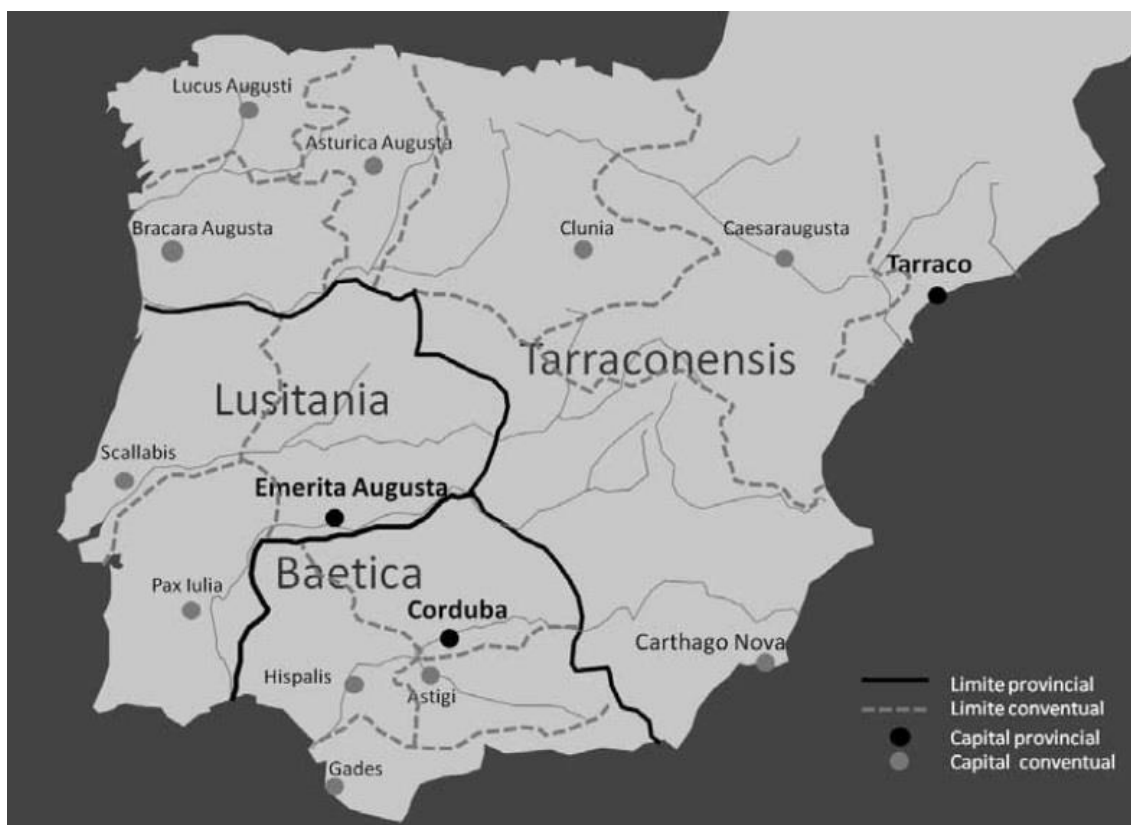 Lucus Augusti
Asturica Augusta
Bracara Augusta
Clunia
Caesaraugusta
Tarraco
Tarraconensis
Lusitania
Scallabis
Emerita Augusta
Baetica
Pax Iulia
Corduba
Carthago Nova
Hispalis
Astigi
Gades
Limite provincial
Limite conventual
Capital provincial
Capital conventual